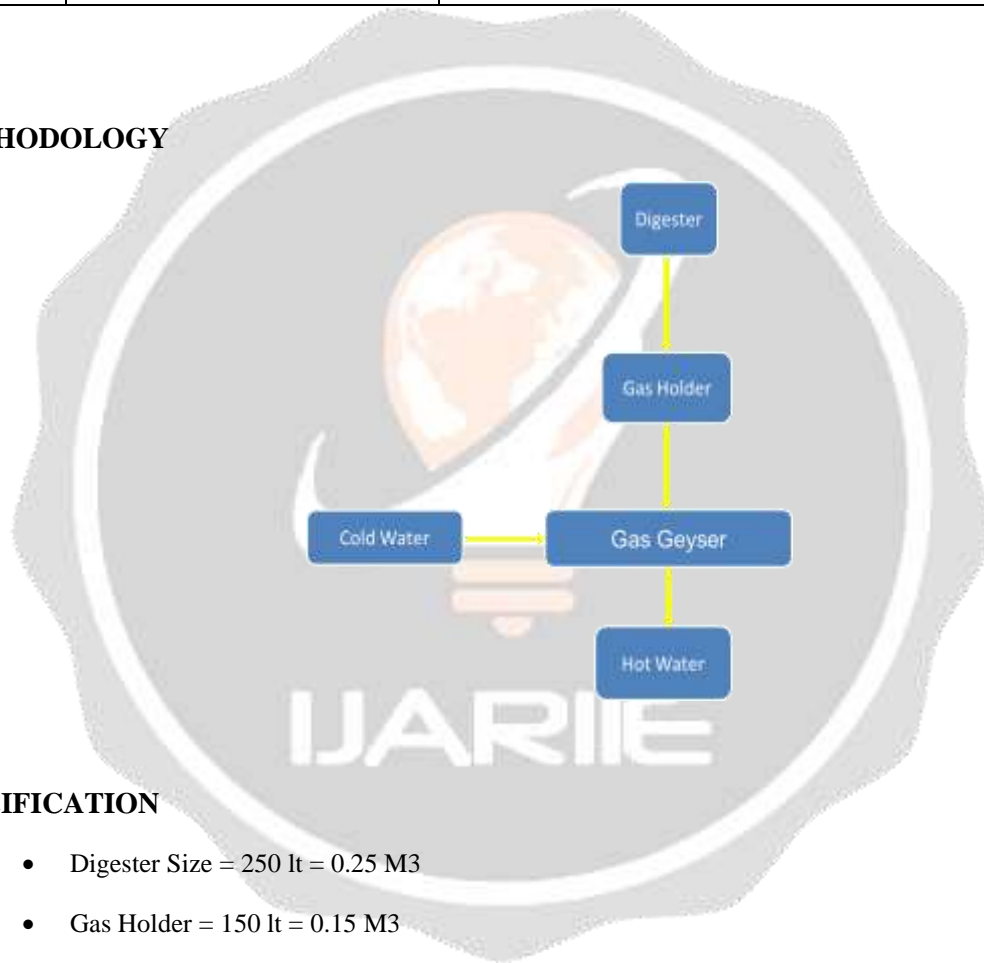 HODOLOGY
Digester
Gas Holder
Cold Water
Gas Geyser
Hot Water
IJARIIE
IFICATION
• Digester Size = 250 lt = 0.25 M3
• Gas Holder = 150 lt = 0.15 M3